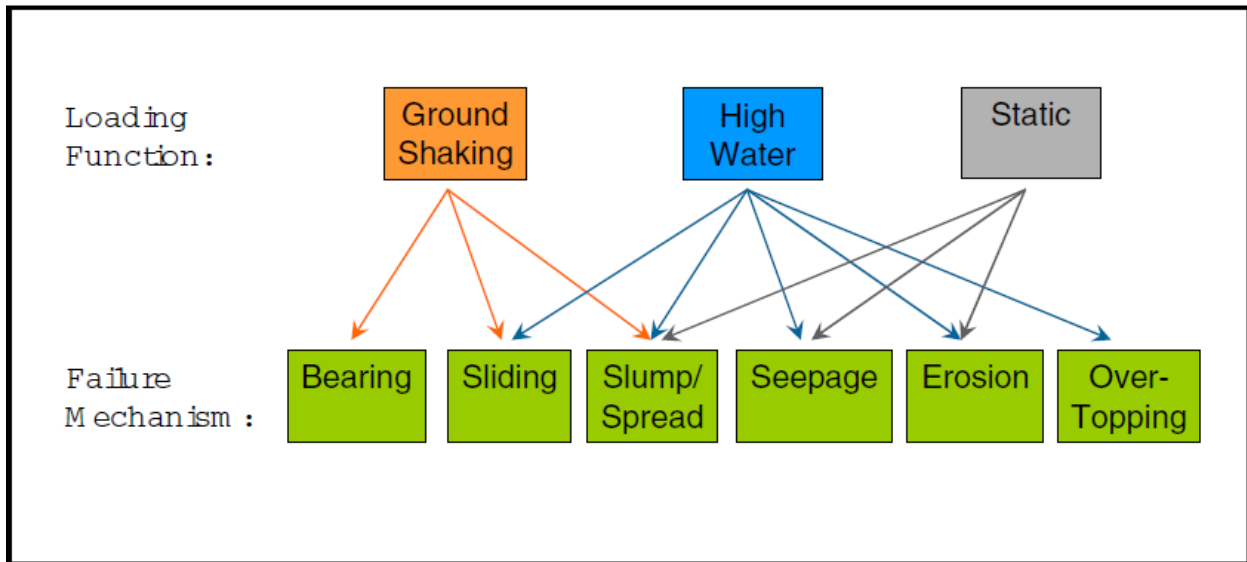 Loading
Function:
Ground
Shaking
High
Water
Static
Failure
Mechanism:
Bearing
Sliding
Slump/
Spread
Seepage
Erosion
Over-
Topping